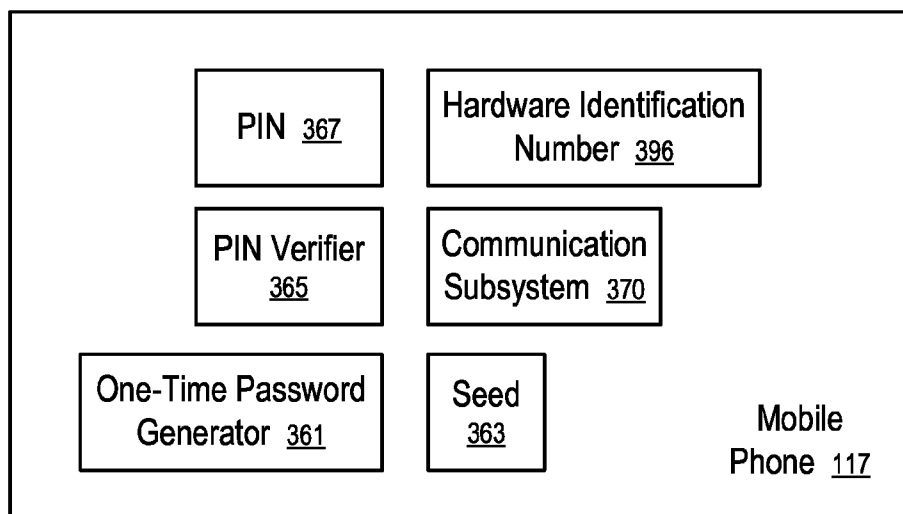 PIN 367
Hardware Identification
Number 396
PIN Verifier
365
Communication
Subsystem 370
One-Time Password
Generator 361
Seed
363
Mobile
Phone 117